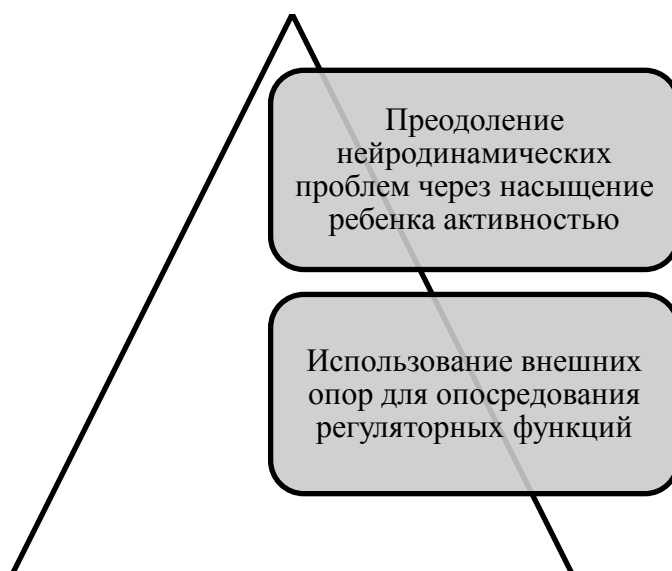 Преодоление
нейродинамических
проблем через насыщение
ребенка активностью
Использование внешних
опор для опосредования
регуляторных функций